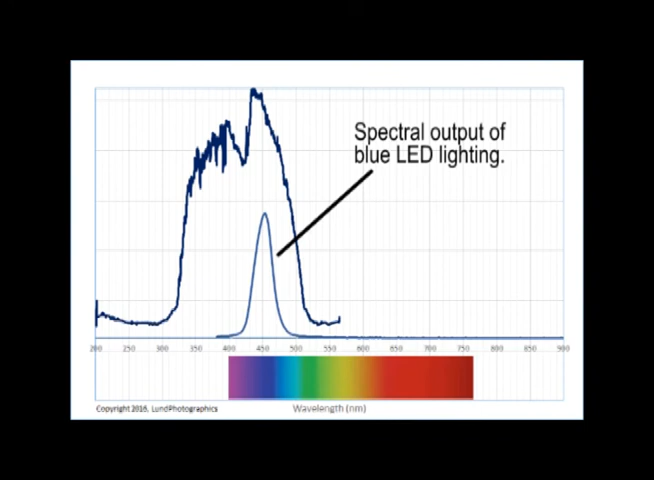 Spectral output of
blue LED lighting.
200 250 300 350 400 450 500 550 600 650 700 750 800 850 900
Copyright 2016, LundPhotographics
Wavelength (nm)